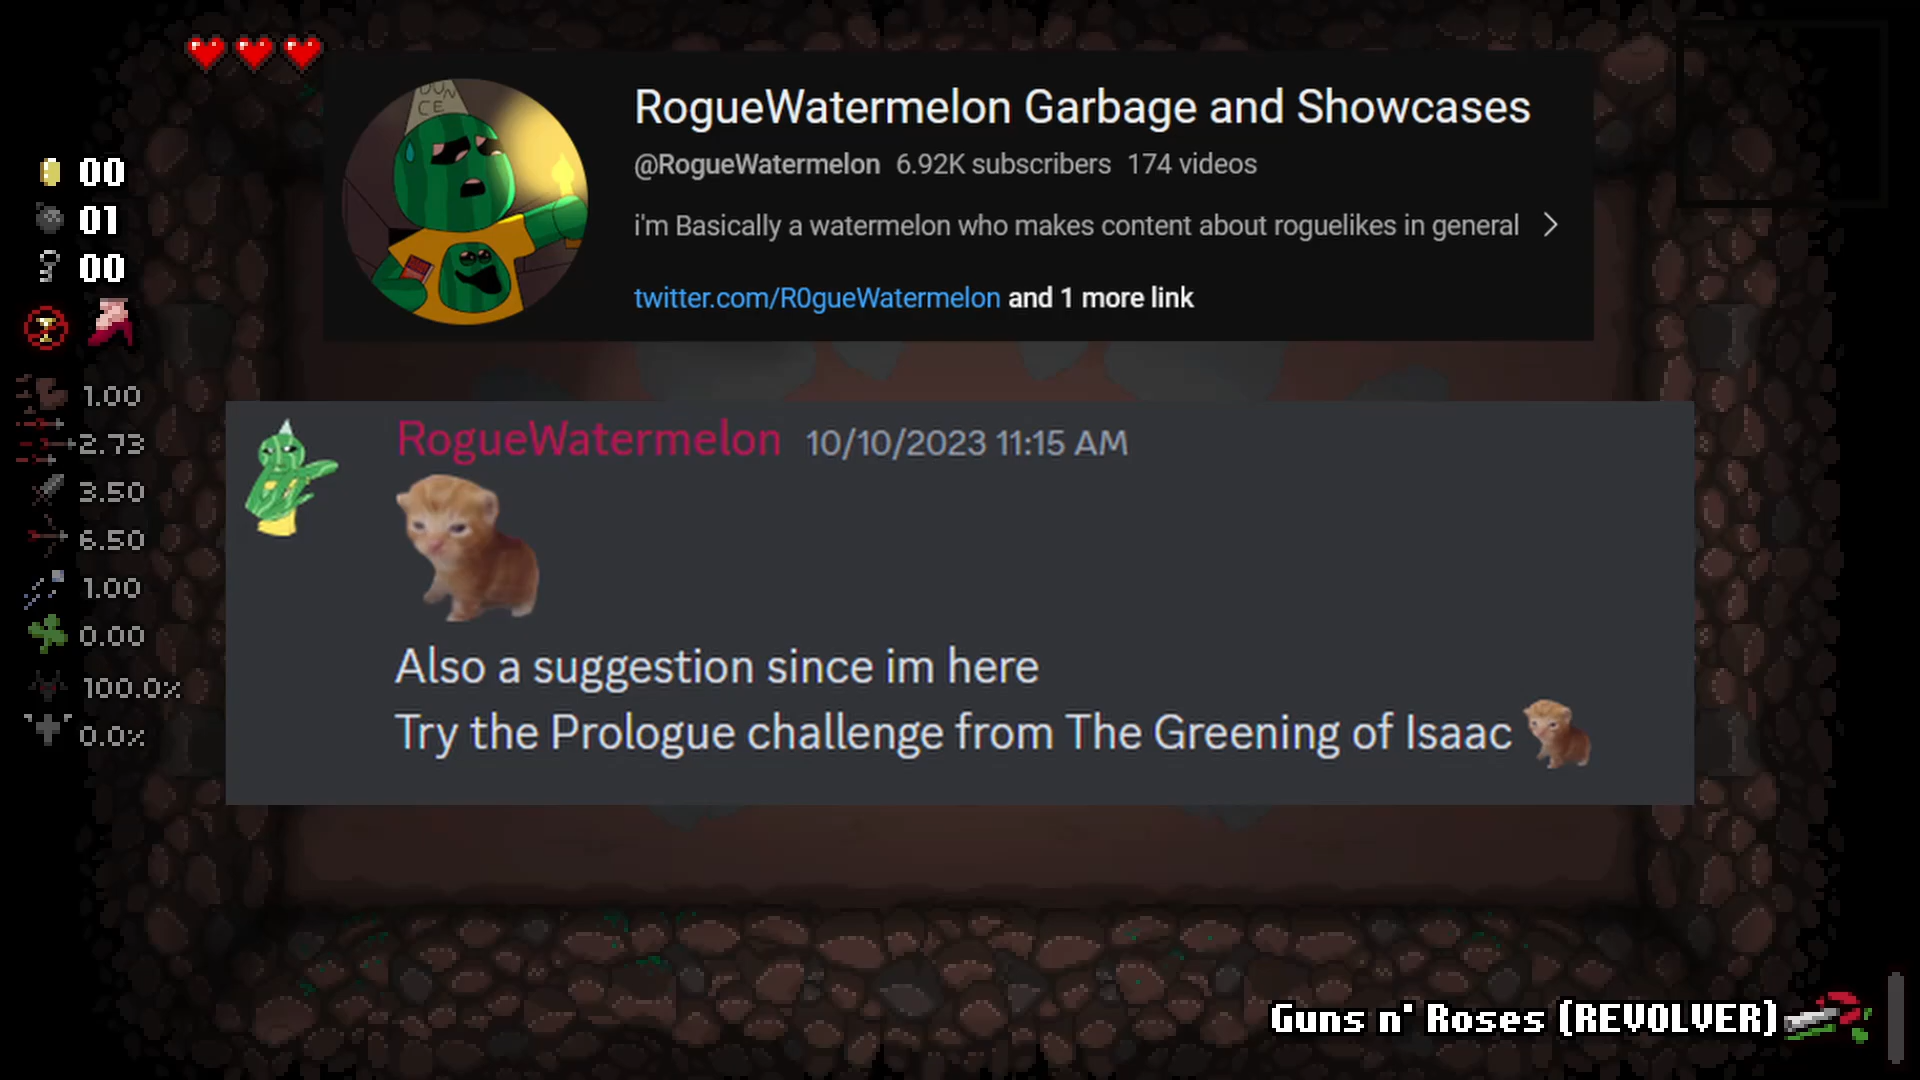 DUN
CE
RogueWatermelon Garbage and Showcases
@RogueWatermelon 6.92K subscribers 174 videos
i'm Basically a watermelon who makes content about roguelikes in general
twitter.com/R0gueWatermelon and 1 more link
00
01
00
1.00
2.73
3.50
6.50
1.00
0.00
100.0%
0.0%
RogueWatermelon 10/10/2023 11:15 AM
Also a suggestion since im here
Try the Prologue challenge from The Greening of Isaac
Guns n' Roses (REVOLVER)